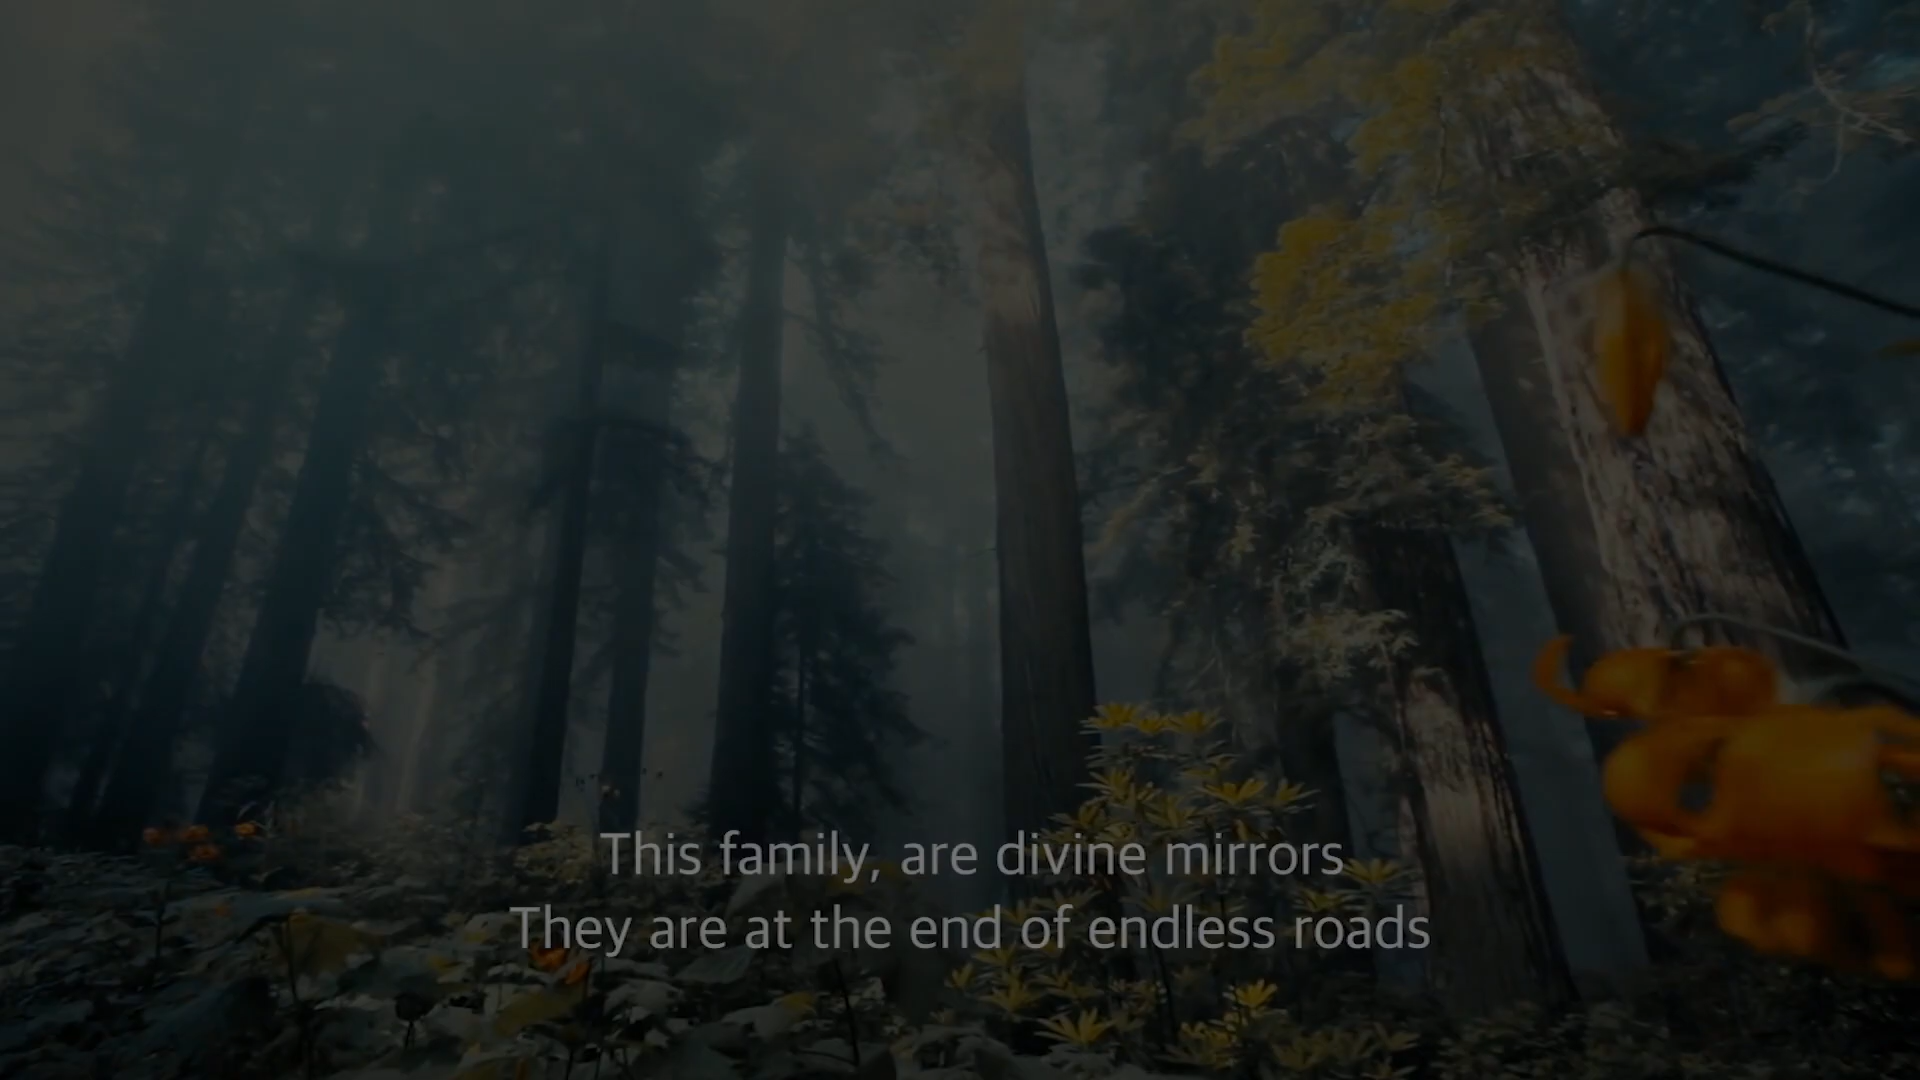 This family, are divine mirrors
They are at the end of endless roads